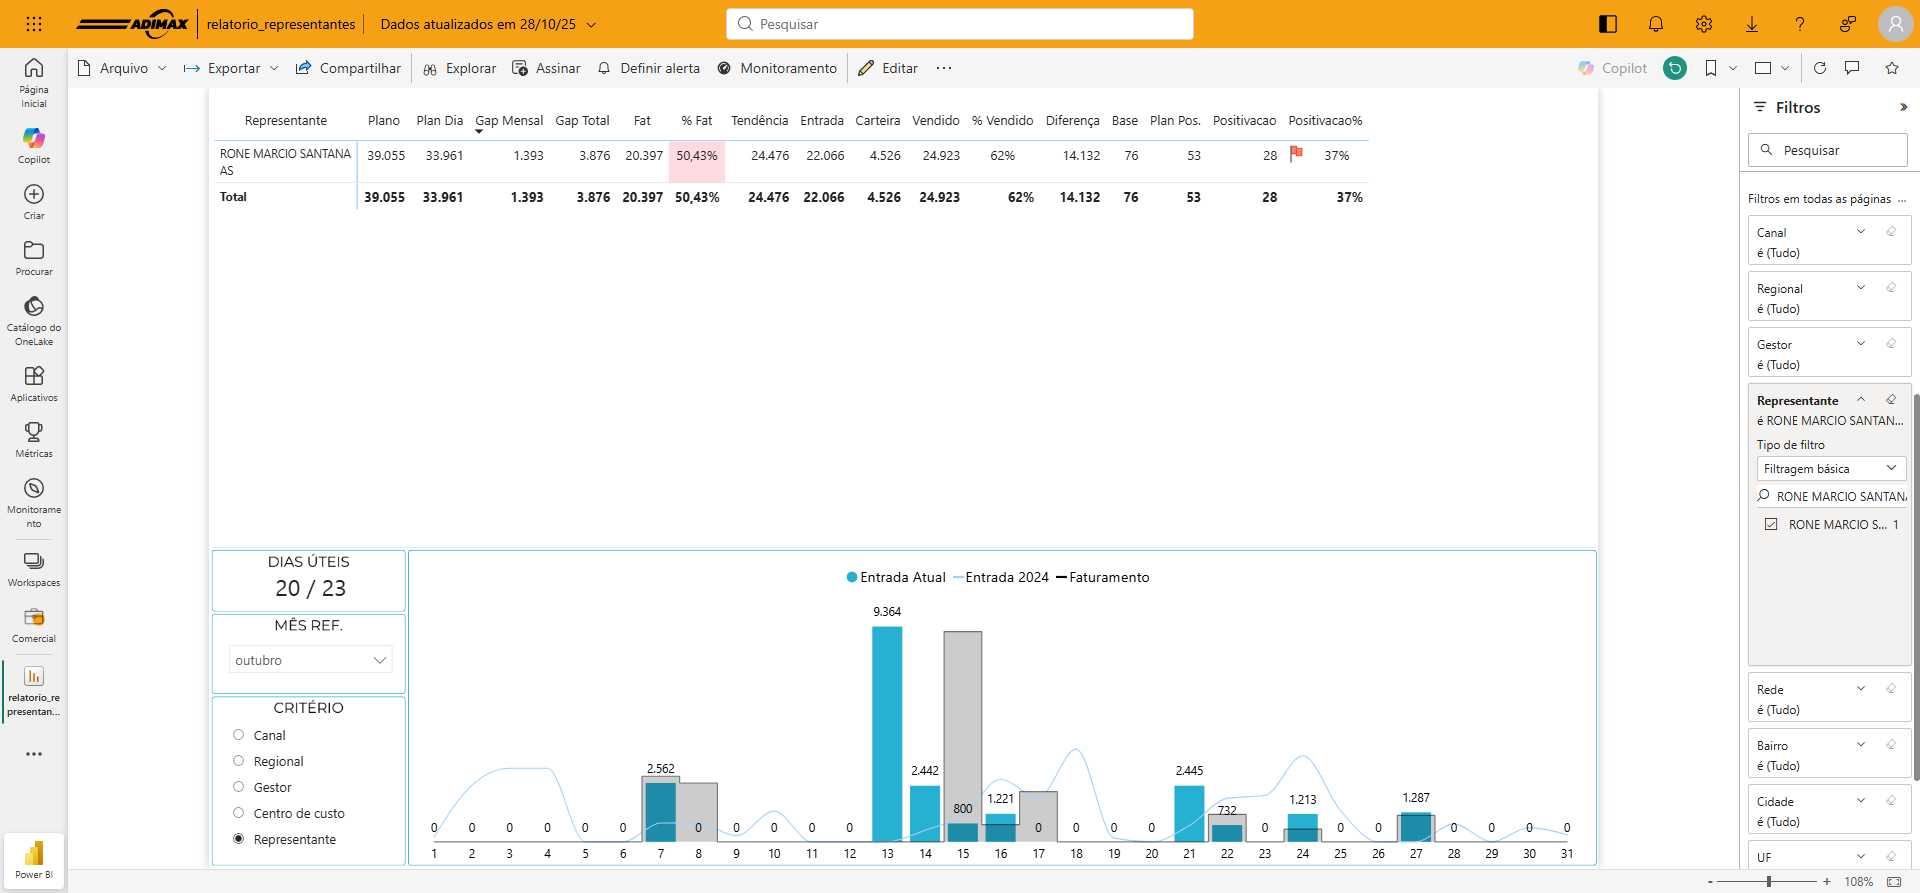 ADIMAX
relatorio_representantes
Dados atualizados em 28/10/25
Pesquisar
Arquivo
Exportar
Compartilhar
Explorar
Assinar
Definir alerta
Monitoramento
Editar
Copilot
Página
Inicial
Copilot
Criar
Procurar
Catálogo do
OneLake
Aplicativos
Métricas
Monitorame
nto
Workspaces
Comercial
relatorio_re
presentan...
Power BI
Representante Plano Plan Dia Gap Mensal Gap Total Fat % Fat Tendência Entrada Carteira Vendido % Vendido Diferença Base Plan Pos. Positivacao Positivacao%
RONE MARCIO SANTANA
AS
39.055 33.961 1.393 3.876 20.397 50,43% 24.476 22.066 4.526 24.923 62% 14.132 76 53 28 37%
Total 39.055 33.961 1.393 3.876 20.397 50,43% 24.476 22.066 4.526 24.923 62% 14.132 76 53 28 37%
DIAS ÚTEIS
20 / 23
MÊS REF.
outubro
CRITÉRIO
Canal
Regional
Gestor
Centro de custo
Representante
Entrada Atual Entrada 2024 Faturamento
9.364
2.562 2.442 2.445
800 1.221 732 1.213 1.287
0 0 0 0 0 0 0 0 0 0 0 0 0 0 0 0 0 0 0 0 0 0
1 2 3 4 5 6 7 8 9 10 11 12 13 14 15 16 17 18 19 20 21 22 23 24 25 26 27 28 29 30 31
Filtros
Pesquisar
Filtros em todas as páginas ...
Canal
é (Tudo)
Regional
é (Tudo)
Gestor
é (Tudo)
Representante
é RONE MARCIO SANTAN...
Tipo de filtro
Filtragem básica
RONE MARCIO SANTANA
RONE MARCIO S... 1
Rede
é (Tudo)
Bairro
é (Tudo)
Cidade
é (Tudo)
UF
- + 108%